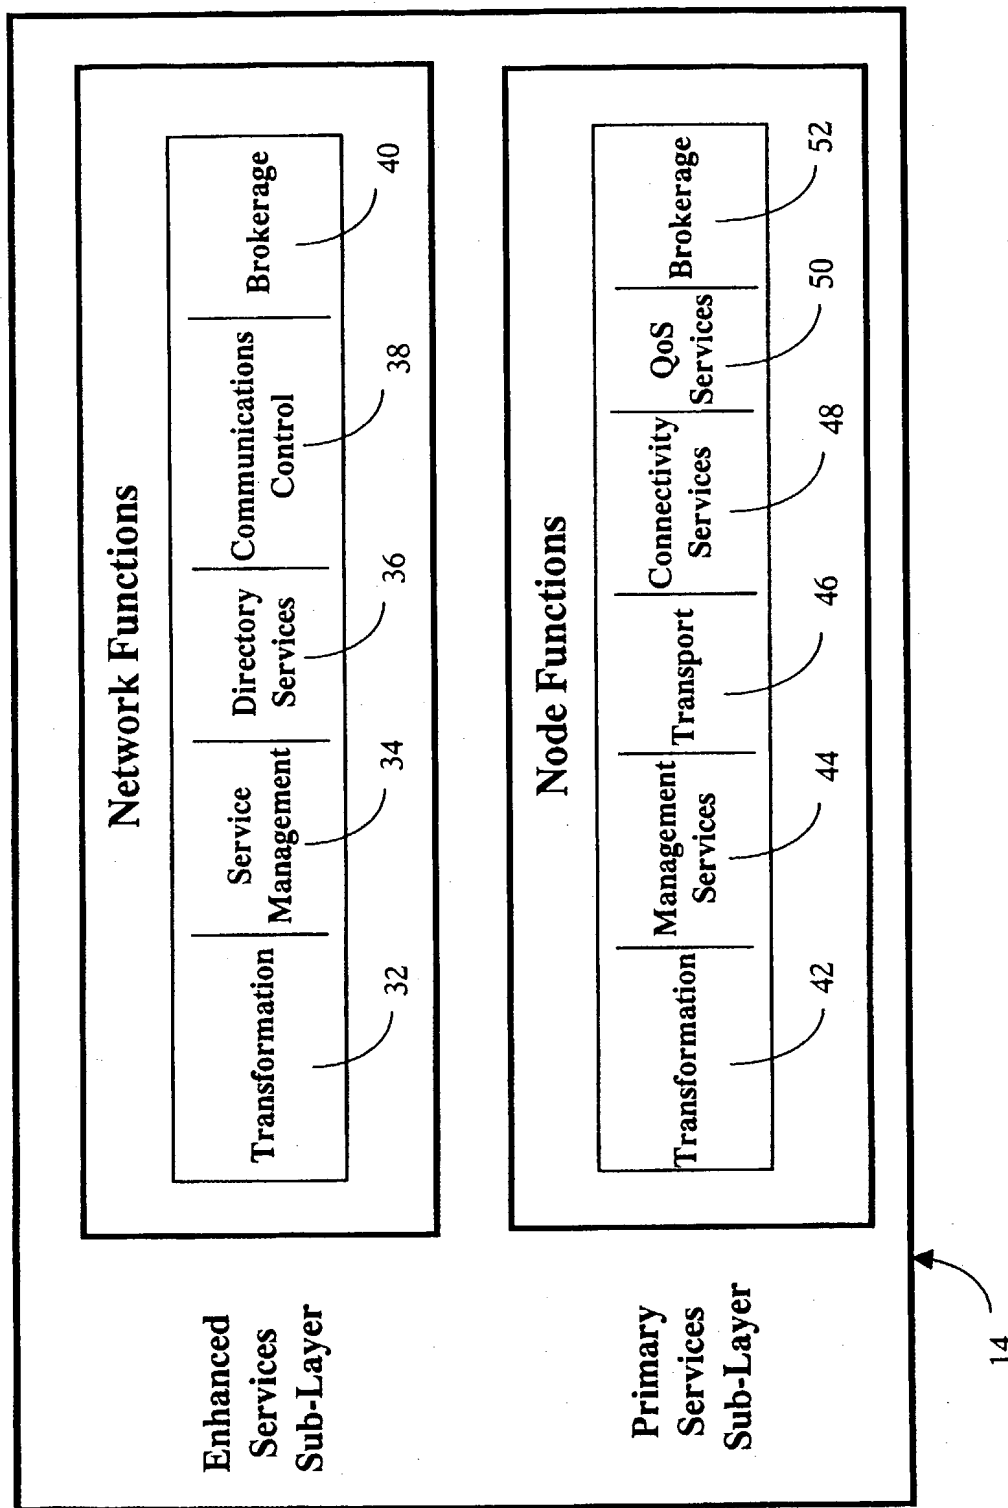 Network Functions
Enhanced
Services
Sub-Layer
Transformation
Service
Management
Directory
Services
Communications
Control
Brokerage
32
34
36
38
40
Node Functions
Primary
Services
Sub-Layer
Transformation
Management
Services
Transport
Connectivity
Services
QoS
Services
Brokerage
42
44
46
48
50
52
14